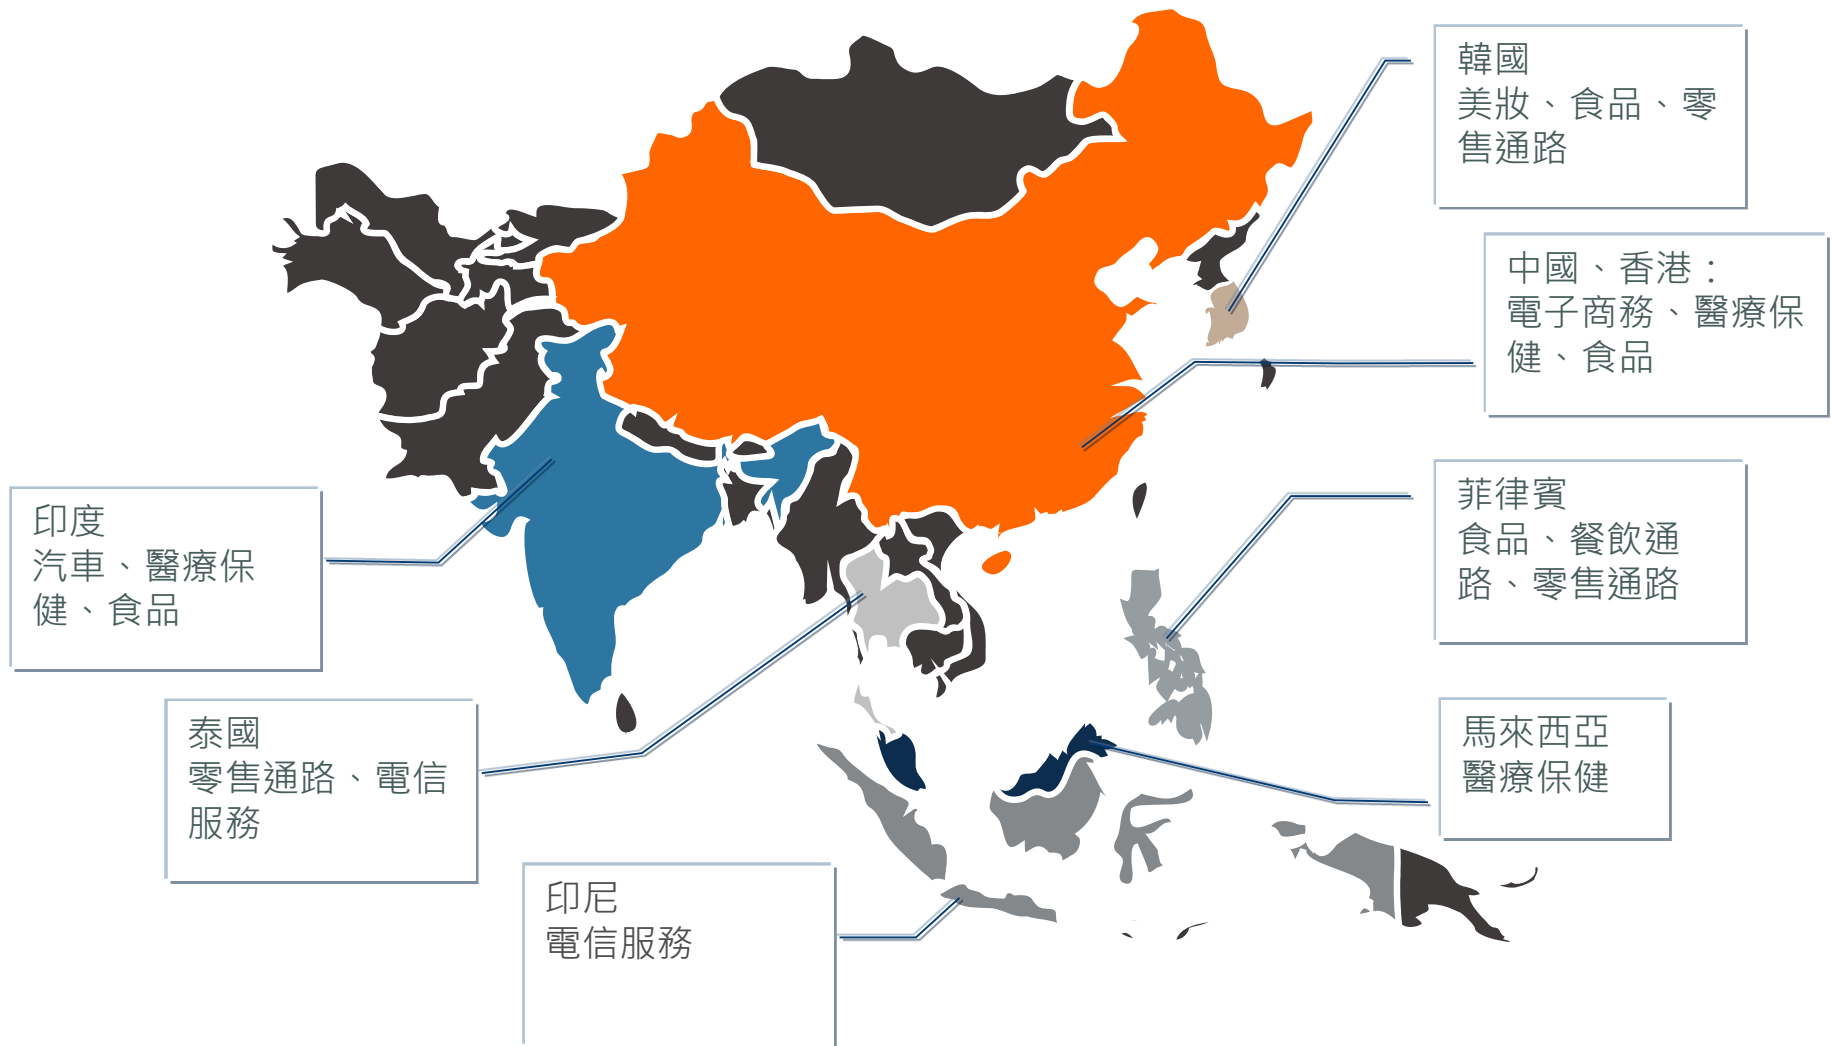 韓國
美妝、食品、零
售通路
中國、香港：
電子商務、醫療保
健、食品
菲律賓
食品、餐飲通
路、零售通路
印度
汽車、醫療保
健、食品
泰國
零售通路、電信
服務
馬來西亞
醫療保健
印尼
電信服務